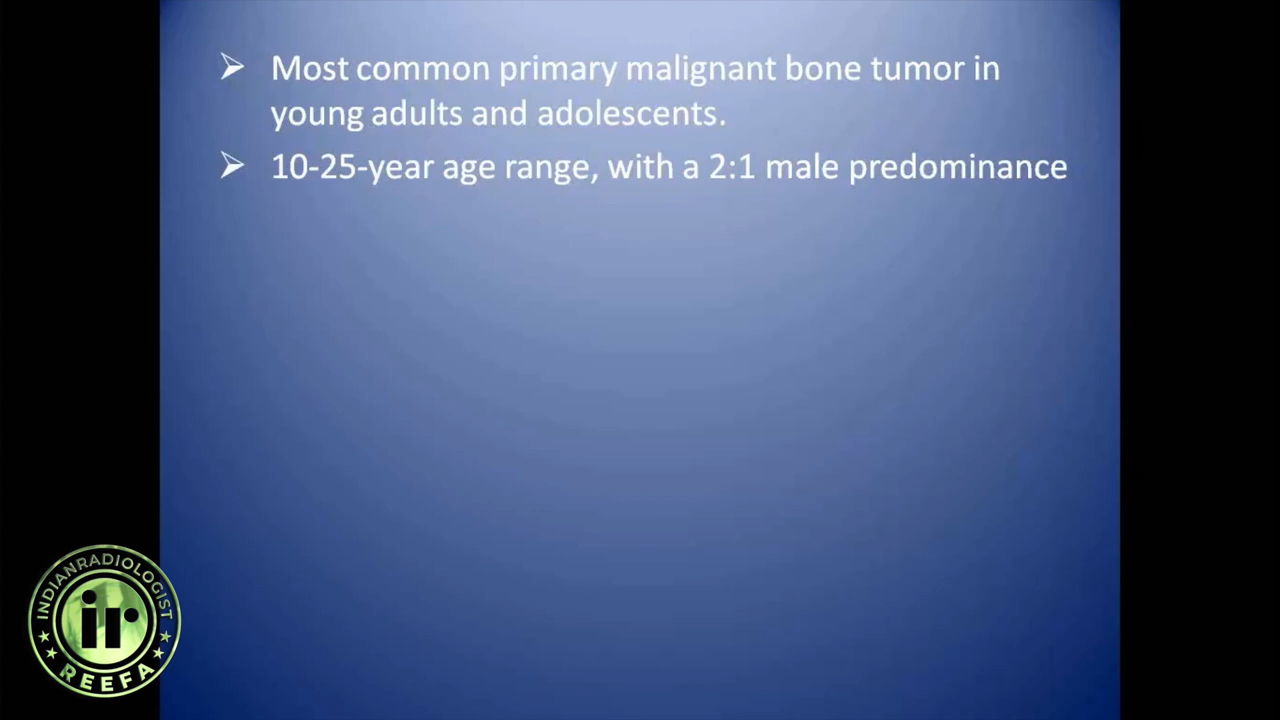 ➢ Most common primary malignant bone tumor in
young adults and adolescents.
➢ 10-25-year age range, with a 2:1 male predominance
INDIANRADIOLOGIST
ir
REEFA